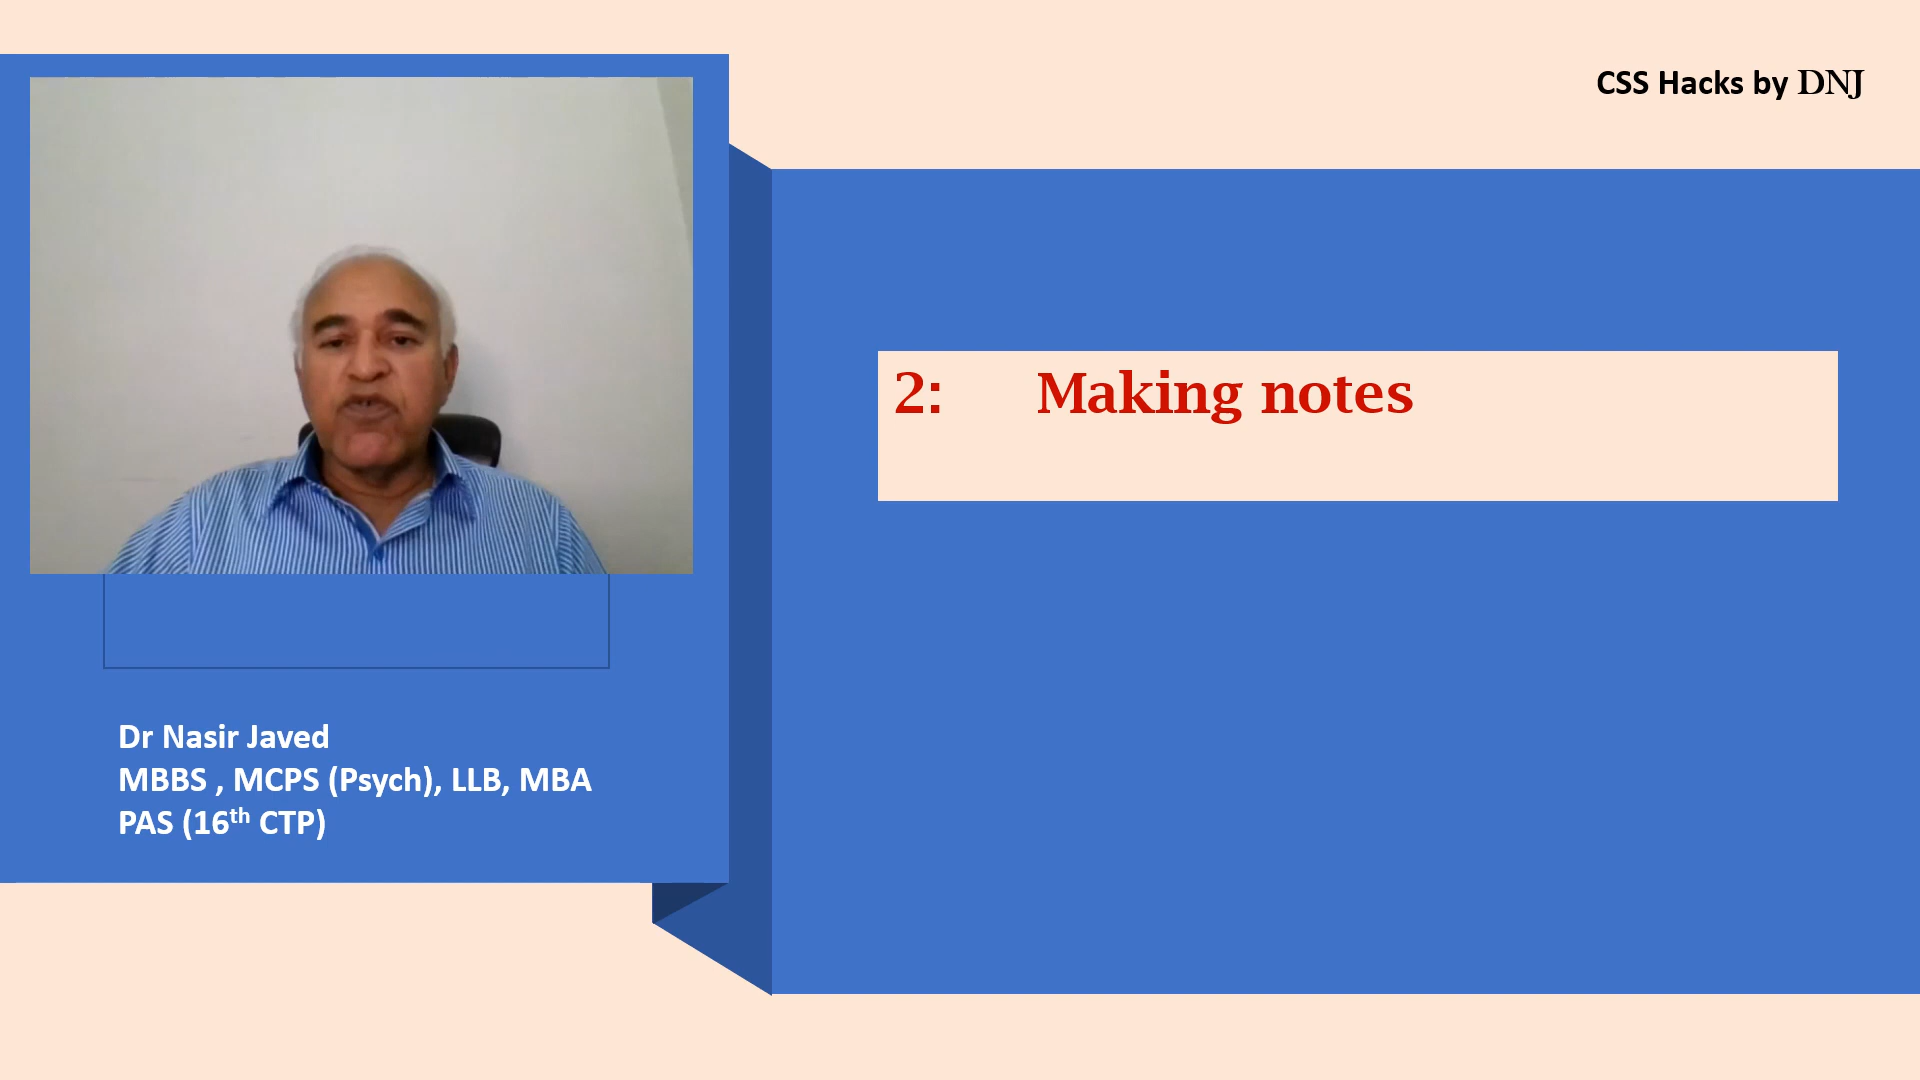 CSS Hacks by DNJ
2: Making notes
Dr Nasir Javed
MBBS , MCPS (Psych), LLB, MBA
PAS (16th CTP)